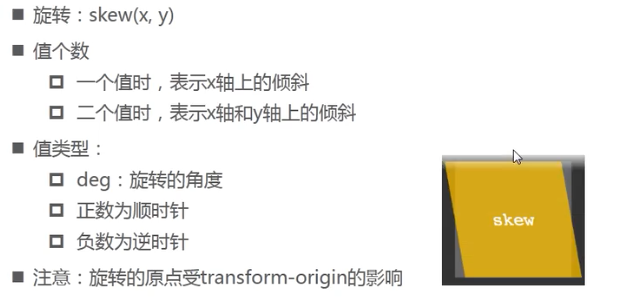 旋转：skew(x, y)
值个数
一个值时，表示x轴上的倾斜
二个值时，表示x轴和y轴上的倾斜
值类型：
deg：旋转的角度
正数为顺时针
负数为逆时针
skew
注意：旋转的原点受transform-origin的影响